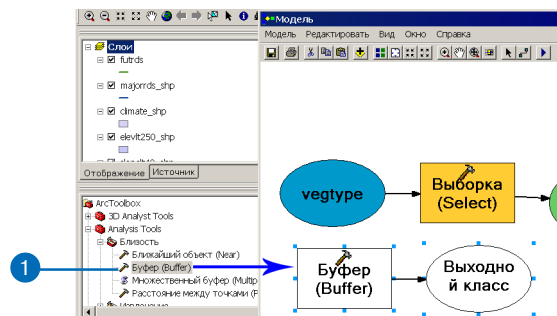 Модель
Модель Редактировать Вид Окно Справка
Слои
futrds
majorrds_shp
climate_shp
elevlt250_shp
Отображение Источник
ArcToolbox
3D Analyst Tools
Analysis Tools
Близость
Ближайший объект (Near)
Буфер (Buffer)
Множественный буфер (Multip
Расстояние между точками (P
Извлечение
1
vegtype
Выборка
(Select)
Буфер
(Buffer)
Выходно
й класс